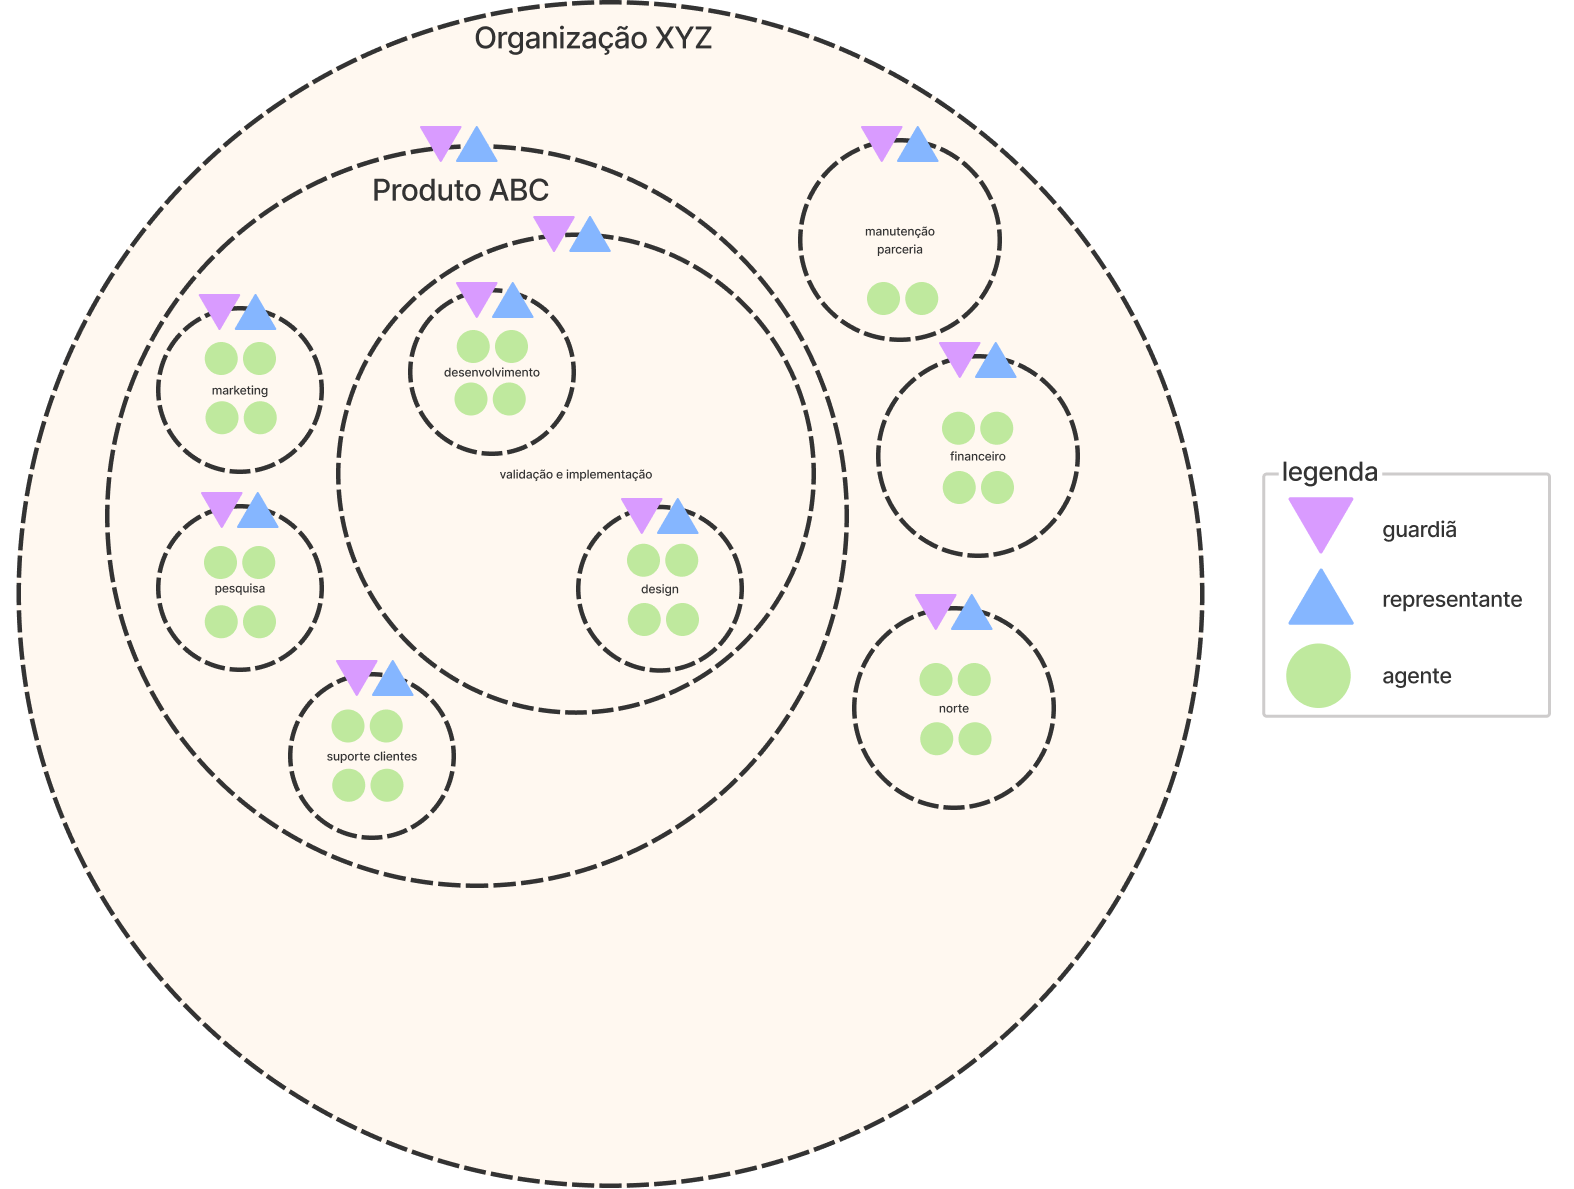 Organização XYZ
Produto ABC
manutenção
parceria
desenvolvimento
marketing
financeiro
validação e implementação
pesquisa
design
norte
suporte clientes
legenda
guardiã
representante
agente